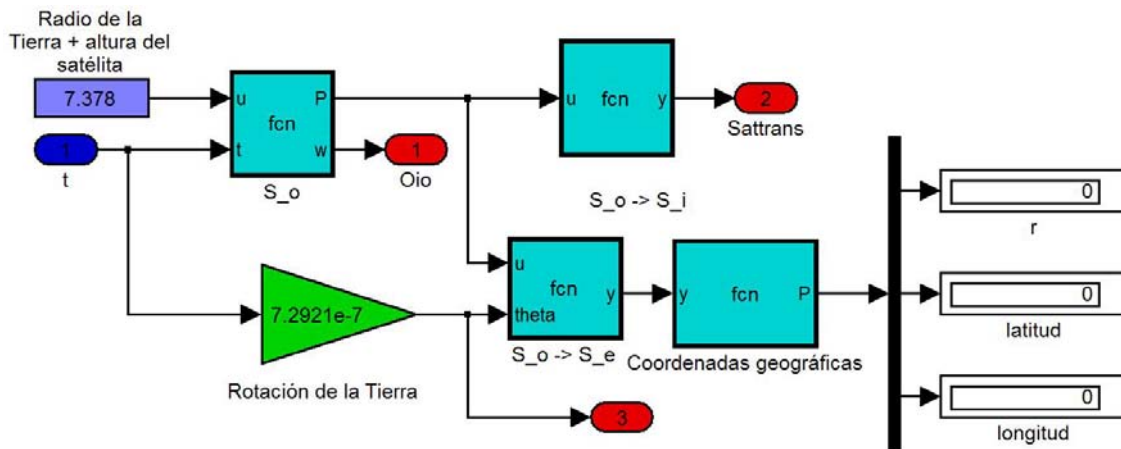 Radio de la
Tierra + altura del
satélita
7.378
1
t
u
t
fcn
P
w
S_o
1
Oio
u
fcn
y
S_o -> S_i
2
Sattrans
7.2921e-7
Rotación de la Tierra
u
theta
fcn
y
S_o -> S_e
y
fcn
P
Coordenadas geográficas
3
0
r
0
latitud
0
longitud